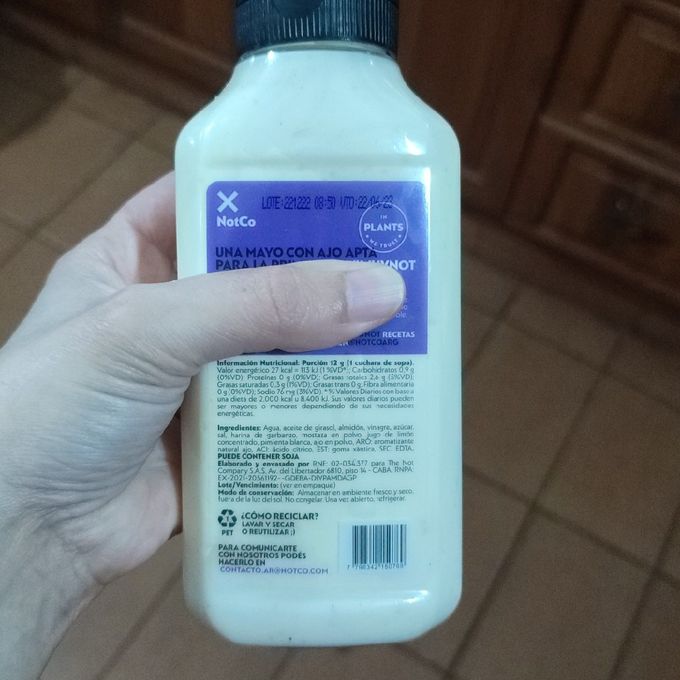 LOTE:221222 08:50 VTO:22-06-23
NotCo
IN
PLANTS
WE TRUST
UNA MAYO CON AJO APTA
PARA LA
NOT
RECETAS
@NOTCOARG
Información Nutricional: Porción 12 g (1 cuchara de sopa).
Valor energético 27 kcal = 113 kJ (1 %VD*); Carbohidratos 0,9 g
(0%VD); Proteínas 0 g (0%VD); Grasas totales 2,6 g (5%VD);
Grasas saturadas 0,3 g (1%VD); Grasas trans 0 g; Fibra alimentaria
0 g (0%VD); Sodio 76 mg (3%VD). *% Valores Diarios con base a
una dieta de 2.000 kcal u 8.400 kJ. Sus valores diarios pueden
ser mayores o menores dependiendo de sus necesidades
energéticas.
Ingredientes: Agua, aceite de girasol, almidón, vinagre, azúcar,
sal, harina de garbanzo, mostaza en polvo, jugo de limón
concentrado, pimienta blanca, ajo en polvo, ARO: aromatizante
natural ajo, ACI: ácido cítrico, EST: goma xántica, SEC: EDTA.
PUEDE CONTENER SOJA
Elaborado y envasado por RNE: 02-034.517 para The not
Company S.A.S. Av. del Libertador 6810, piso 14 - CABA. RNPA
Lote/Vencimiento: (ver en empaque)
Modo de conservación: Almacenar en ambiente fresco y seco,
fuera de la luz del sol. No congelar. Una vez abierto, refrigerar.
¿CÓMO RECICLAR?
LAVAR Y SECAR
O REUTILIZAR ;)
1
PET
PARA COMUNICARTE
CON NOSOTROS PODÉS
HACERLO EN
CONTACTO.AR@NOTCO.COM